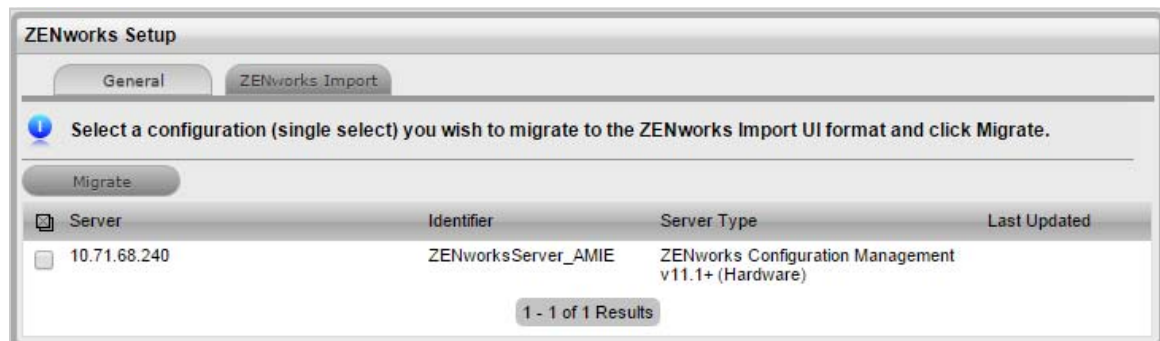 ZENworks Setup
General ZENworks Import
Select a configuration (single select) you wish to migrate to the ZENworks Import UI format and click Migrate.
Migrate
Server Identifier Server Type Last Updated
10.71.68.240 ZENworksServer_AMIE ZENworks Configuration Management
v11.1+ (Hardware)
1 - 1 of 1 Results